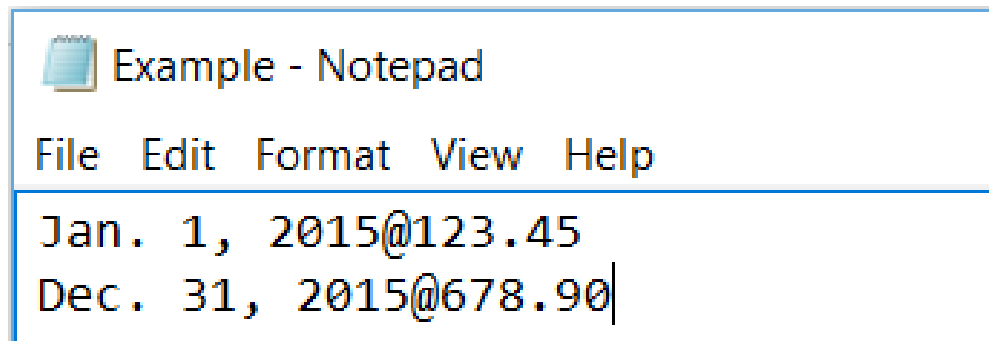 Example - Notepad
File Edit Format View Help
Jan. 1, 2015@123.45
Dec. 31, 2015@678.90